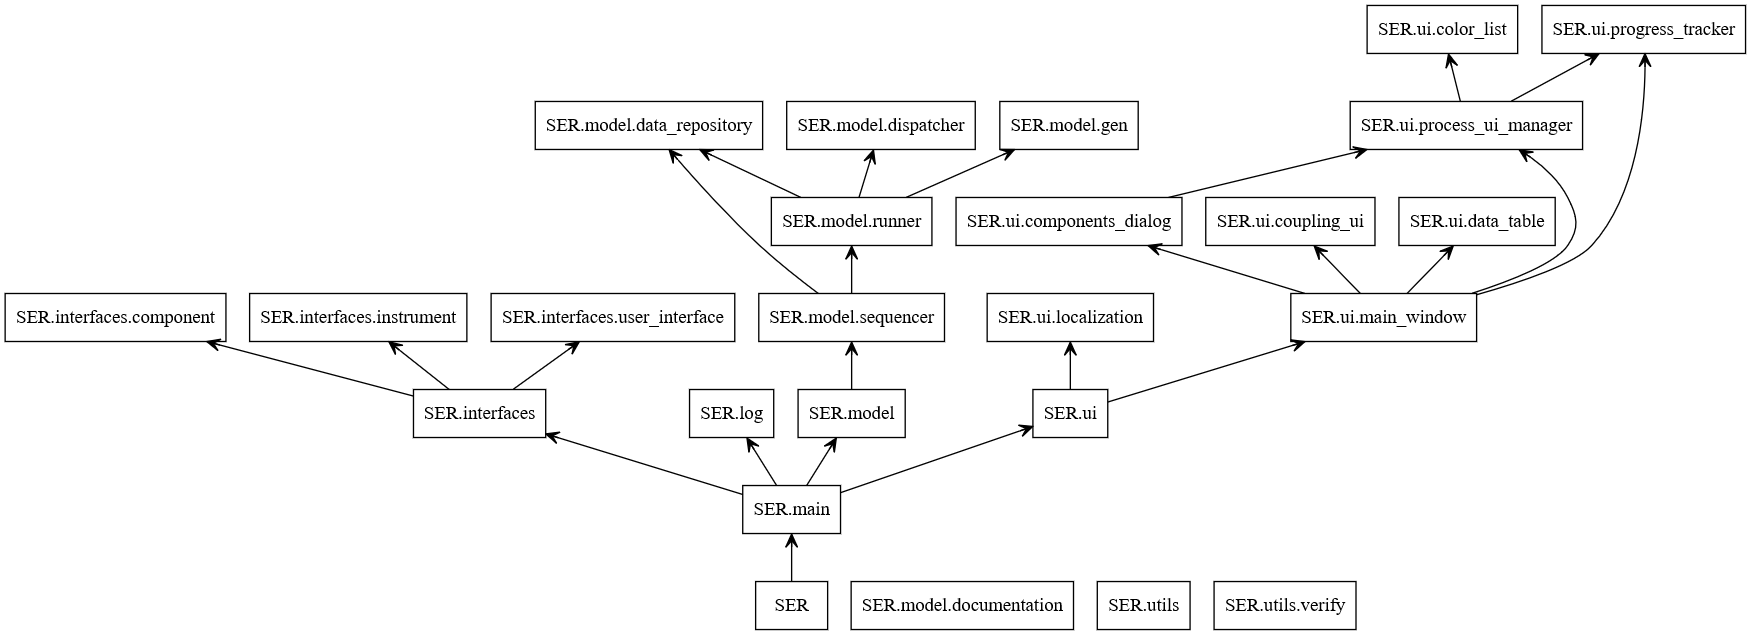 SER.ui.color_list
SER.ui.progress_tracker
SER.model.data_repository
SER.model.dispatcher
SER.model.gen
SER.ui.process_ui_manager
SER.model.runner
SER.ui.components_dialog
SER.ui.coupling_ui
SER.ui.data_table
SER.interfaces.component
SER.interfaces.instrument
SER.interfaces.user_interface
SER.model.sequencer
SER.ui.localization
SER.ui.main_window
SER.interfaces
SER.log
SER.model
SER.ui
SER.main
SER
SER.model.documentation
SER.utils
SER.utils.verify